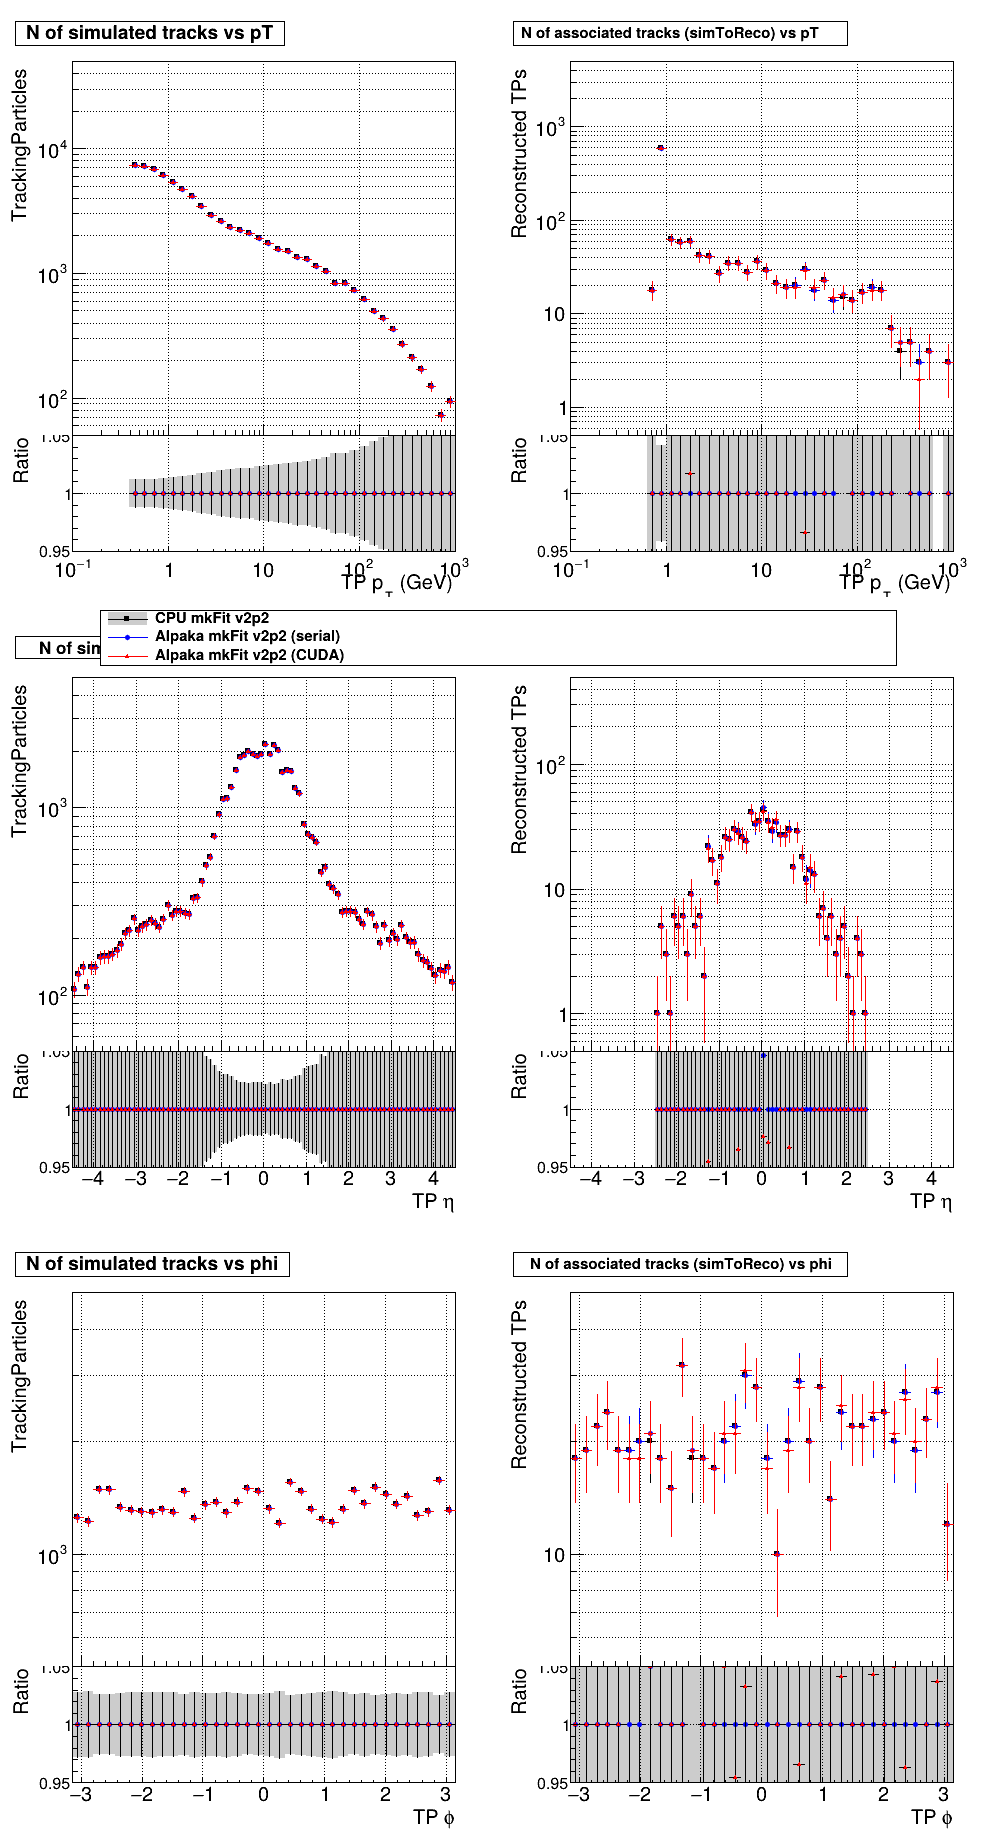 N of simulated tracks vs pT
N of associated tracks (simToReco) vs pT
TrackingParticles
10^4
10^3
10^2
Ratio
1.05
1
0.95
10^−1
1
10
10^2
10^3
TP p_T (GeV)
Reconstructed TPs
10^3
10^2
10
1
Ratio
1.05
1
0.95
10^−1
1
10
10^2
10^3
TP p_T (GeV)
CPU mkFit v2p2
Alpaka mkFit v2p2 (serial)
Alpaka mkFit v2p2 (CUDA)
N of sim
TrackingParticles
10^3
10^2
Ratio
1.05
1
0.95
−4 −3 −2 −1 0 1 2 3 4
TP η
Reconstructed TPs
10^2
10
1
Ratio
1.05
1
0.95
−4 −3 −2 −1 0 1 2 3 4
TP η
N of simulated tracks vs phi
N of associated tracks (simToReco) vs phi
TrackingParticles
10^3
Ratio
1.05
1
0.95
−3 −2 −1 0 1 2 3
TP ϕ
Reconstructed TPs
10
Ratio
1.05
1
0.95
−3 −2 −1 0 1 2 3
TP ϕ